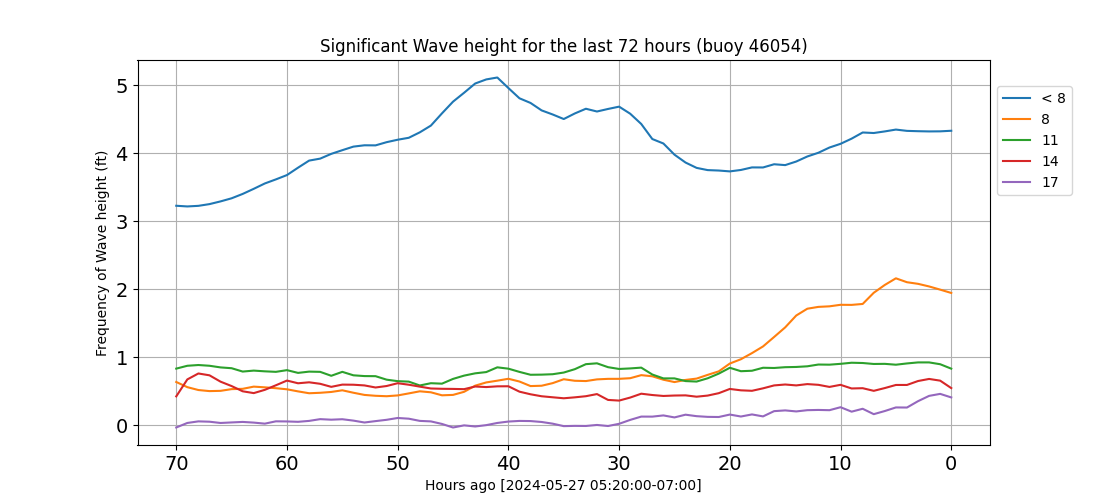 Significant Wave height for the last 72 hours (buoy 46054)
Frequency of Wave height (ft)
5
4
3
2
1
0
70 60 50 40 30 20 10 0
Hours ago [2024-05-27 05:20:00-07:00]
< 8
8
11
14
17